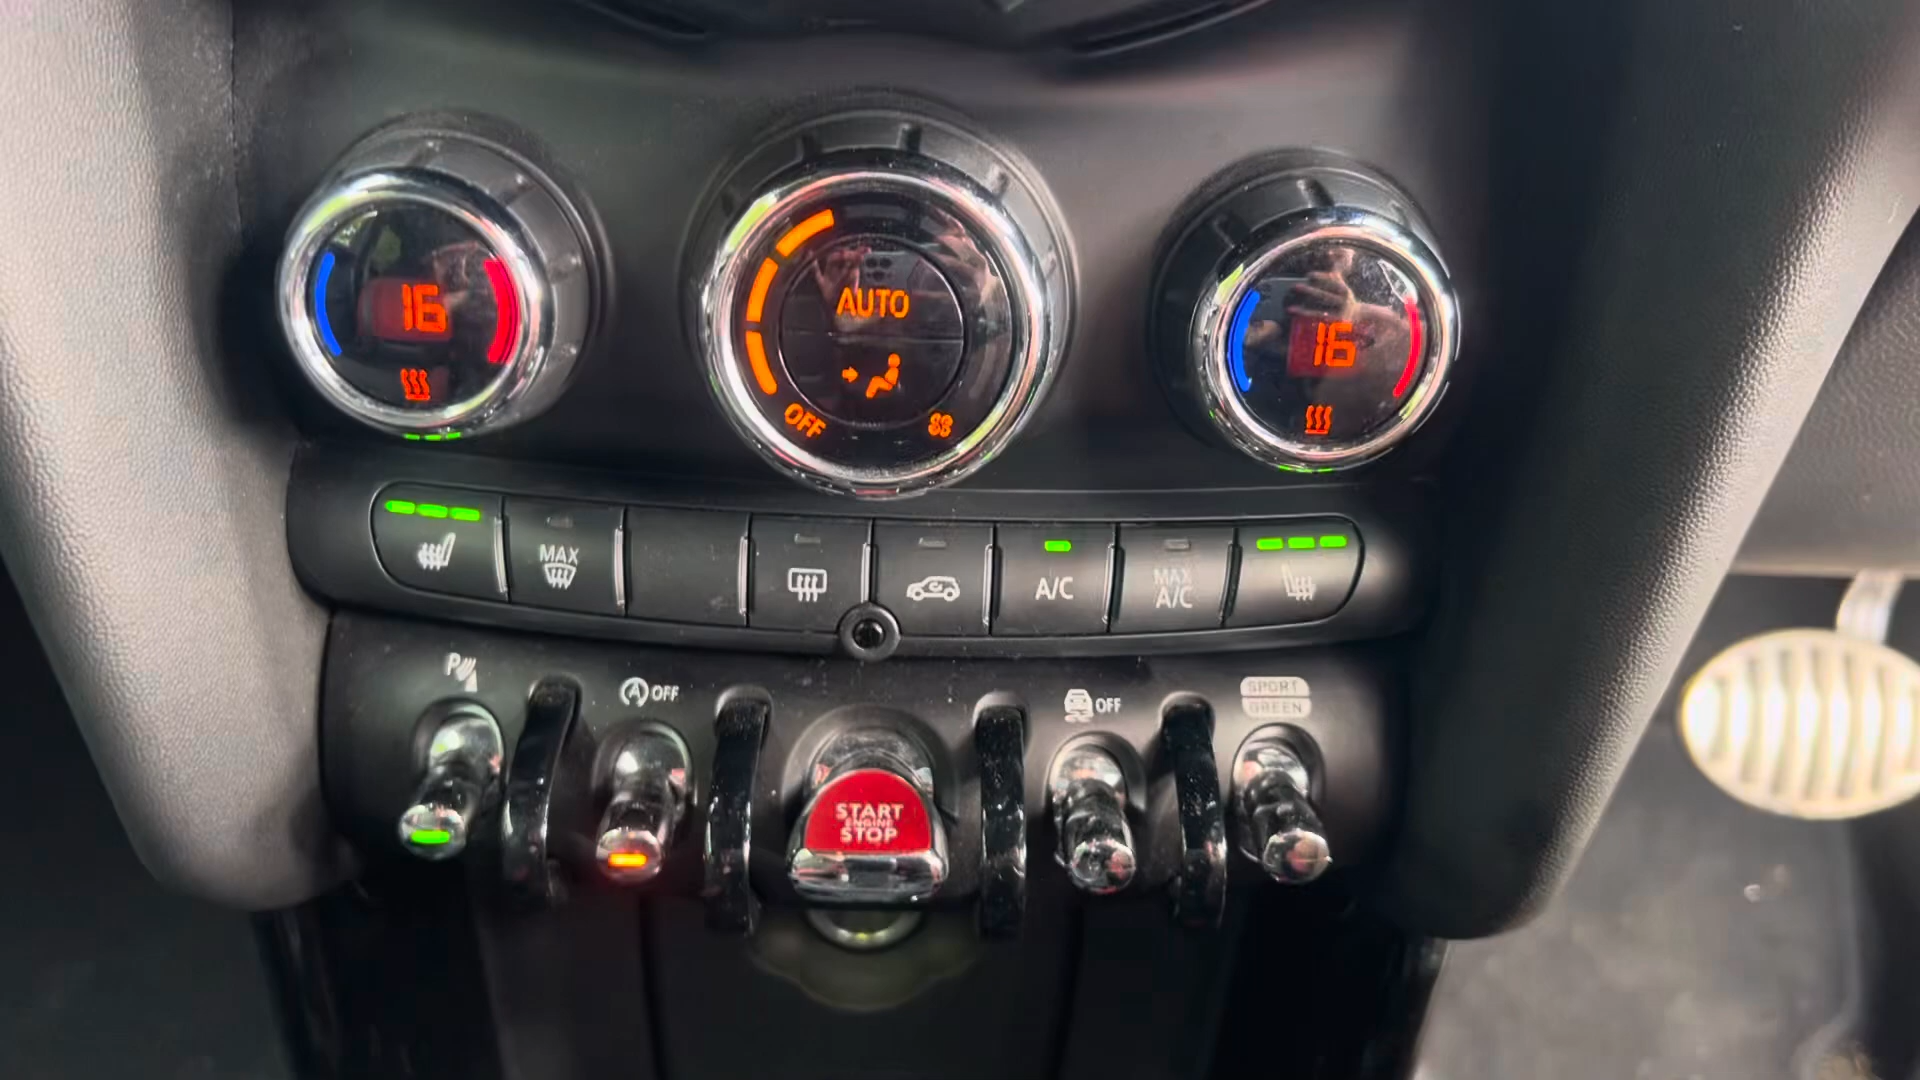 16
AUTO
OFF
16
MAX
A/C
MAX
A/C
P
A OFF
OFF
SPORT
GREEN
START
ENGINE
STOP